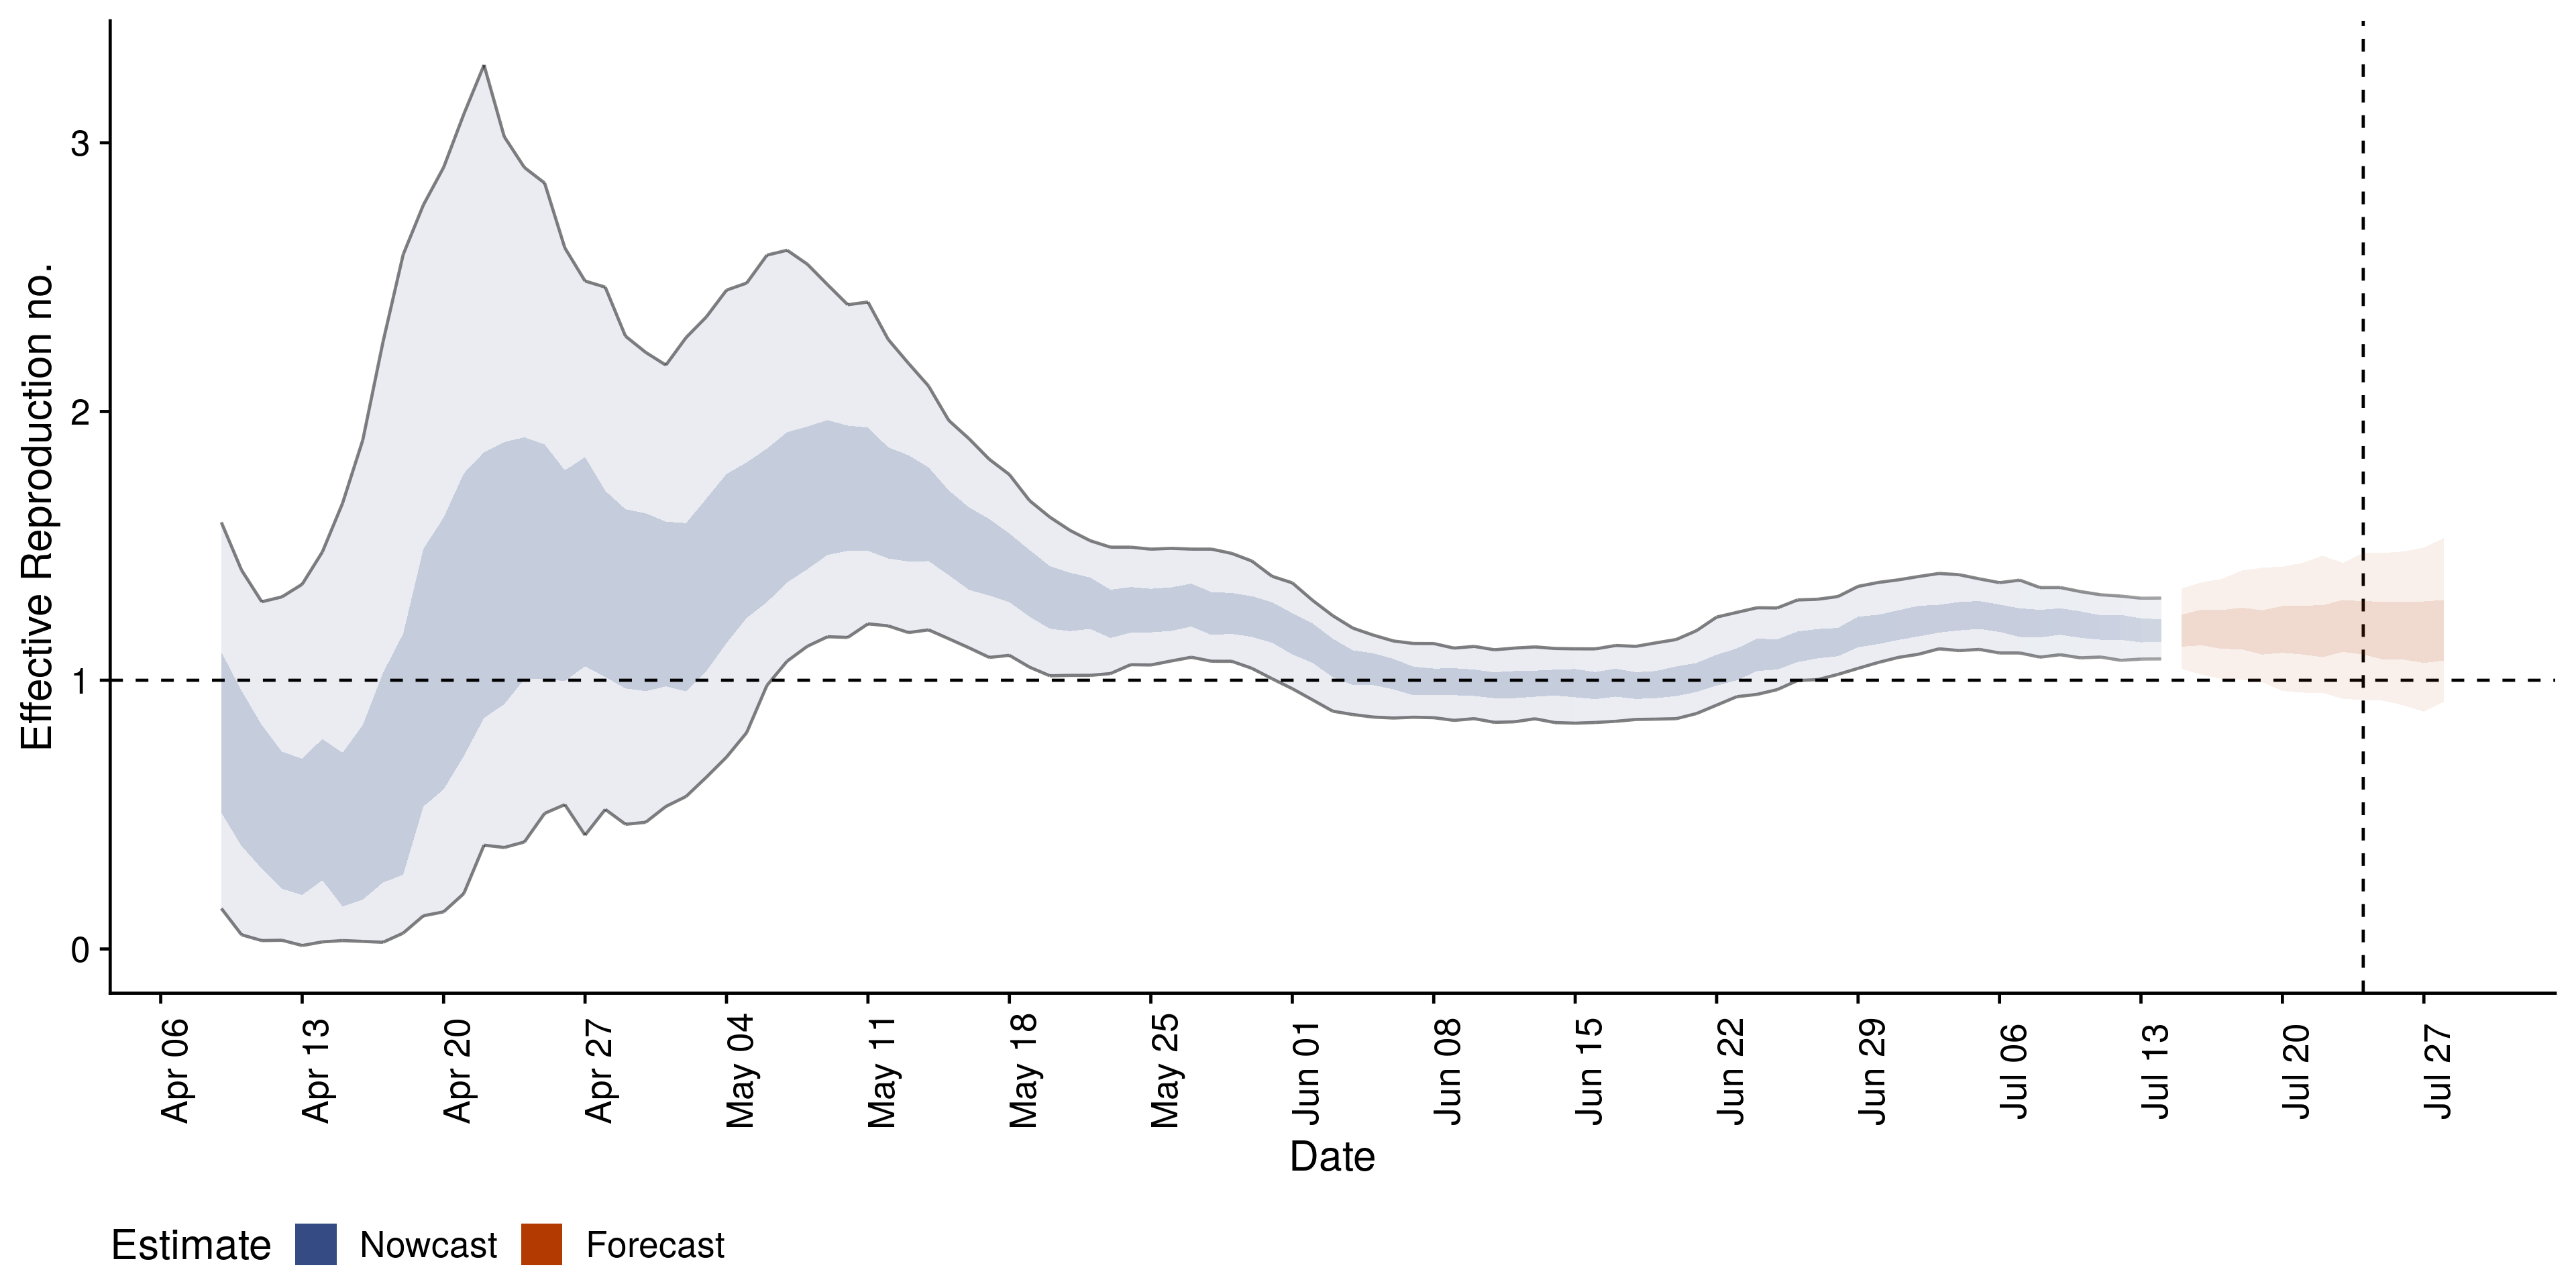 Effective Reproduction no.
3
2
1
0
Apr 06
Apr 13
Apr 20
Apr 27
May 04
May 11
May 18
May 25
Jun 01
Jun 08
Jun 15
Jun 22
Jun 29
Jul 06
Jul 13
Jul 20
Jul 27
Date
Estimate Nowcast Forecast